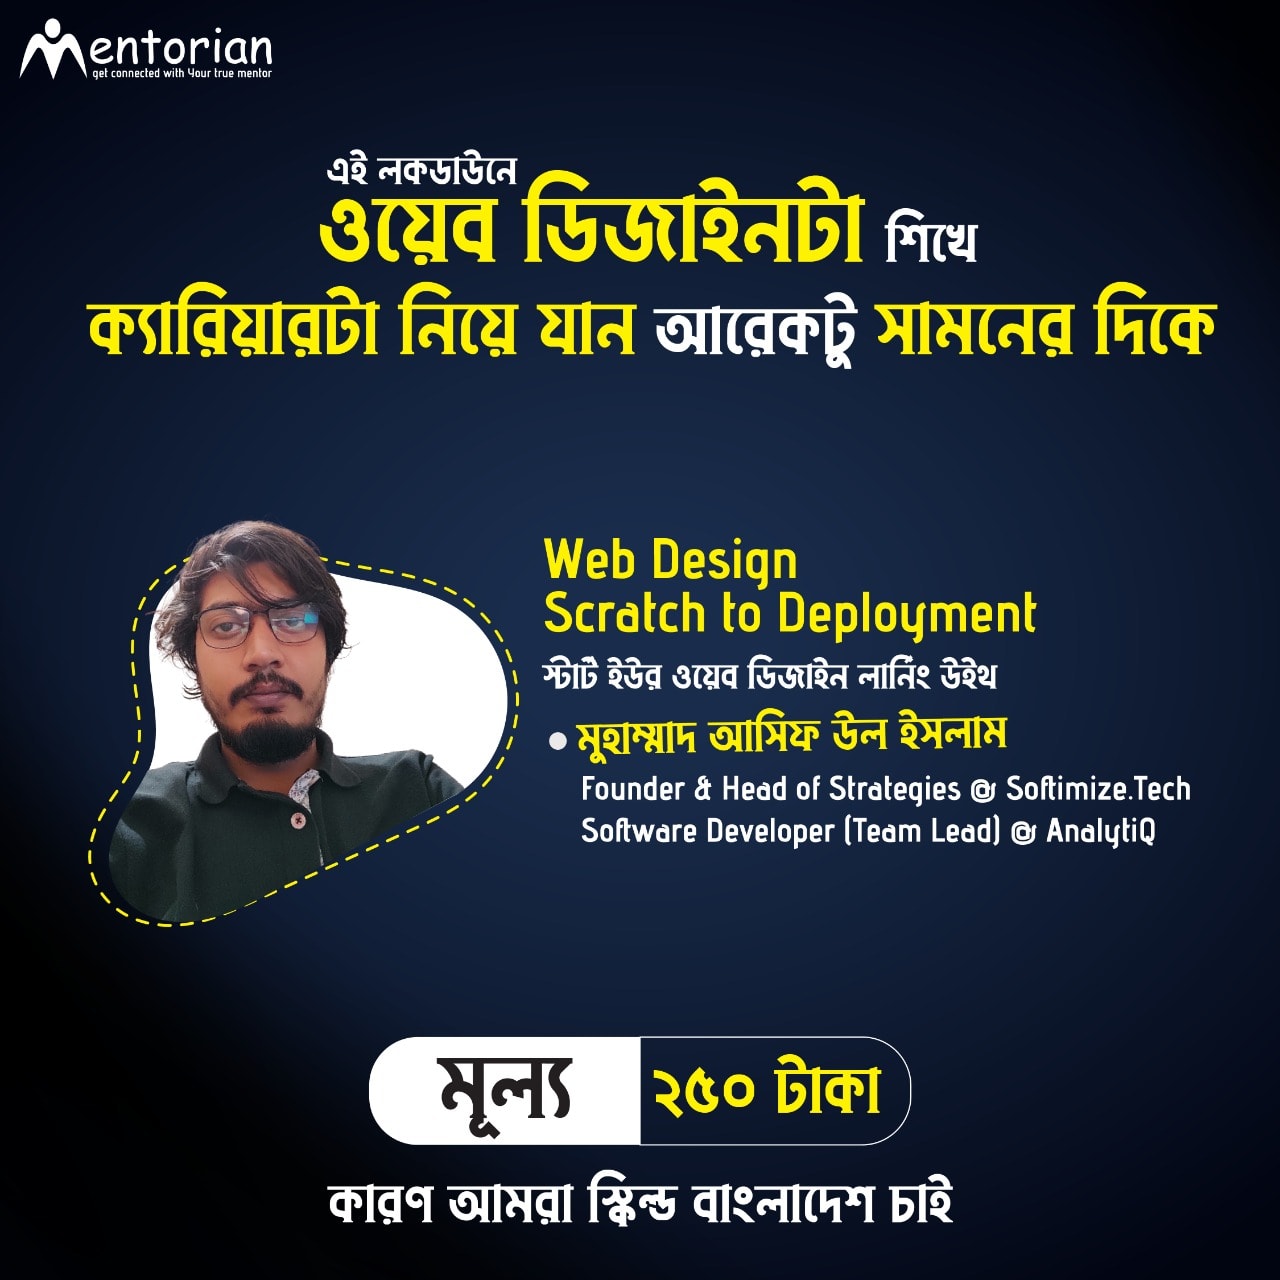 Mentorian
get connected with Your true mentor
এই লকডাউনে
ওয়েব ডিজাইনটা শিখে
ক্যারিয়ারটা নিয়ে যান আরেকটু সামনের দিকে
Web Design
Scratch to Deployment
স্টার্ট ইউর ওয়েব ডিজাইন লার্নিং উইথ
• মুহাম্মাদ আসিফ উল ইসলাম
Founder & Head of Strategies @ Softimize.Tech
Software Developer (Team Lead) @ AnalytiQ
মূল্য ২৫০ টাকা
কারণ আমরা স্কিল্ড বাংলাদেশ চাই